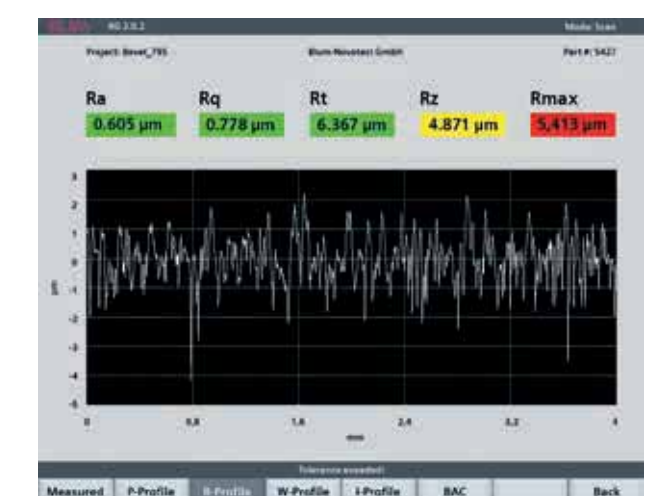 Mode: Scan
Project: Bevel_795 Blum-Novotest GmbH Part #: 5427
Ra Rq Rt Rz Rmax
0.605 µm 0.778 µm 6.367 µm 4.871 µm 5,413 µm
3
2
1
0
-1
µm
-2
-3
-4
-5
0 0,8 1,6 2,4 3,2 4
mm
Tolerance exceeded!
Measured P-Profile R-Profile W-Profile I-Profile BAC Back